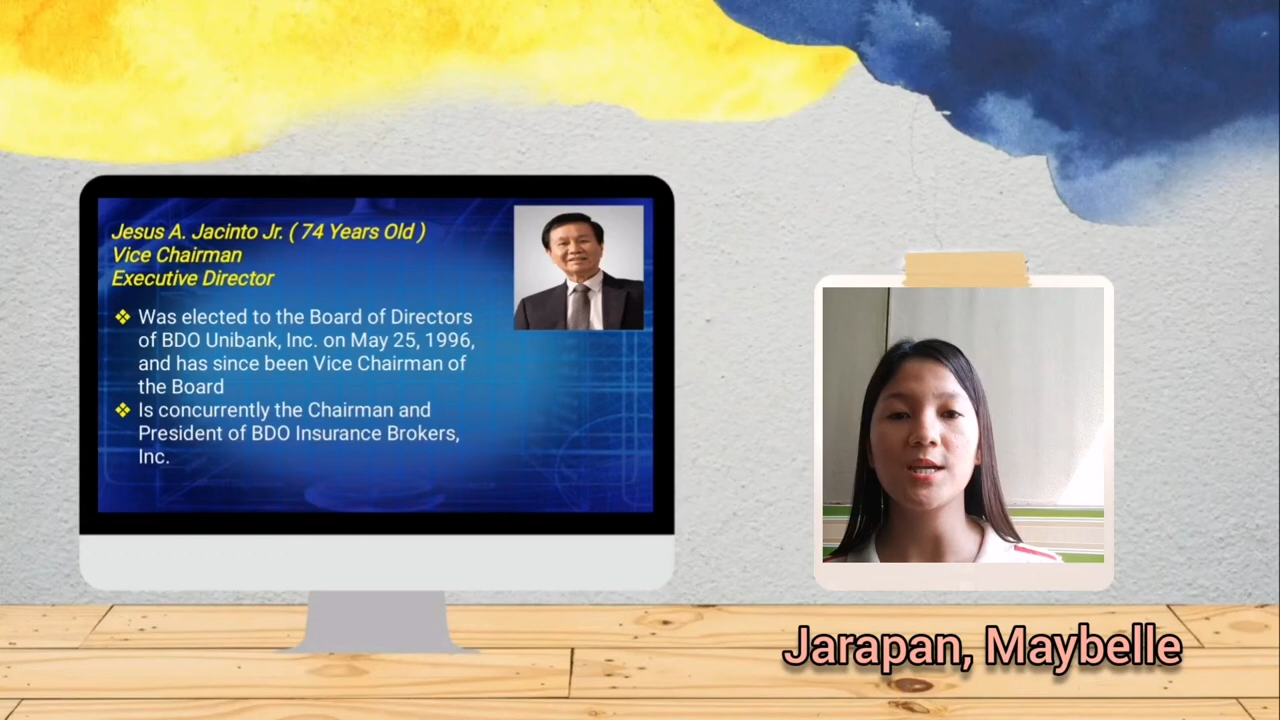 Jesus A. Jacinto Jr. ( 74 Years Old )
Vice Chairman
Executive Director
❖ Was elected to the Board of Directors
of BDO Unibank, Inc. on May 25, 1996,
and has since been Vice Chairman of
the Board
❖ Is concurrently the Chairman and
President of BDO Insurance Brokers,
Inc.
Jarapan, Maybelle